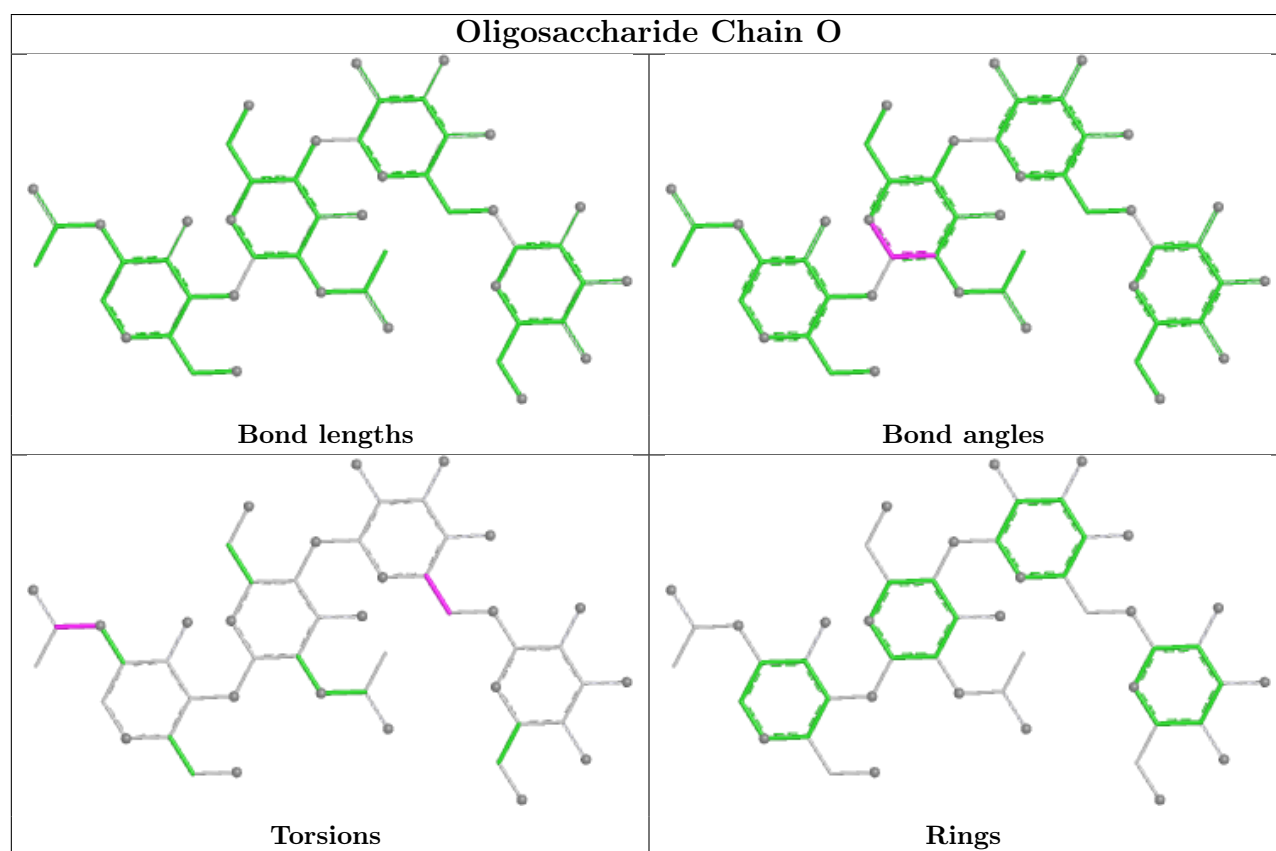 Oligosaccharide Chain O
Bond lengths
Bond angles
Torsions
Rings